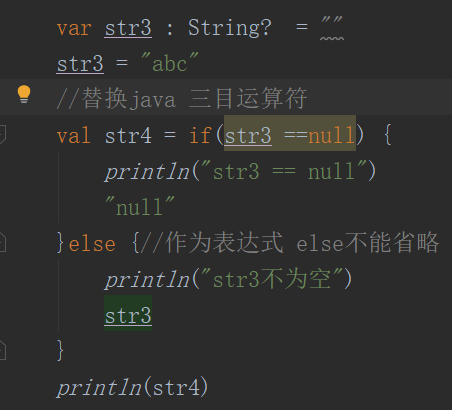 var str3 : String?  = ""
str3 = "abc"
//替换java 三目运算符
val str4 = if(str3 ==null) {
    println("str3 == null")
    "null"
}else {//作为表达式 else不能省略
    println("str3不为空")
    str3
}
println(str4)